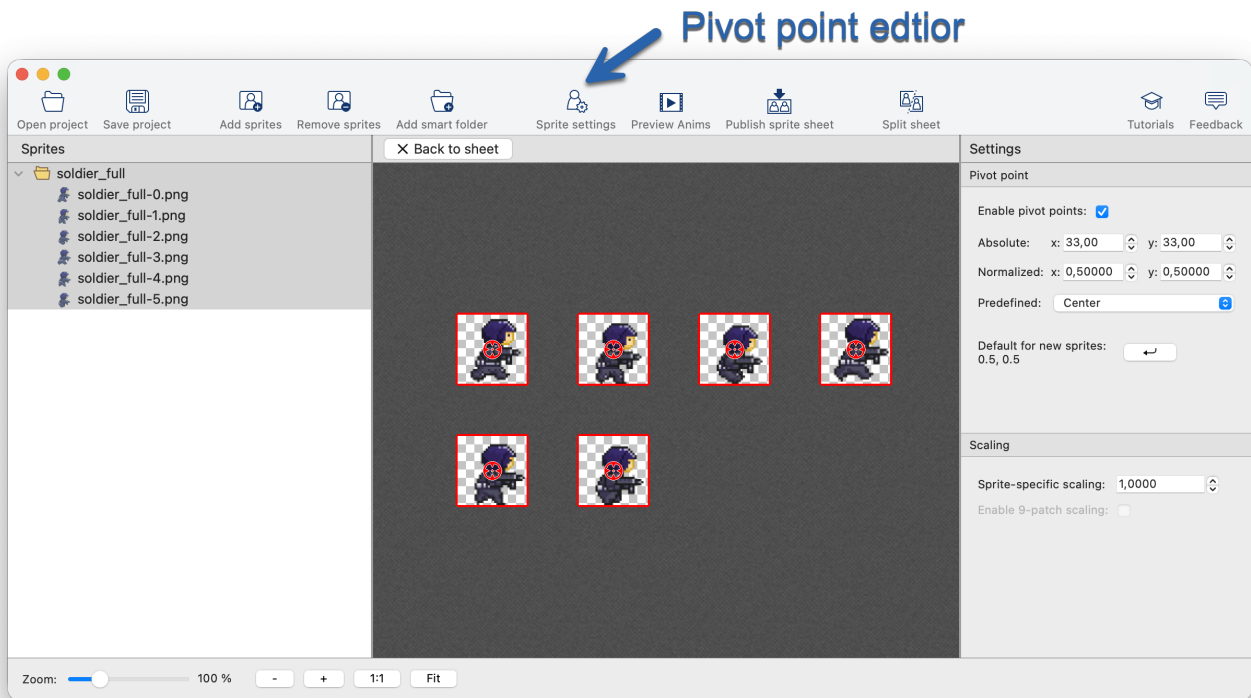 Pivot point edtior
Open project Save project Add sprites Remove sprites Add smart folder Sprite settings Preview Anims Publish sprite sheet Split sheet Tutorials Feedback
Sprites
Back to sheet
Settings
soldier_full
soldier_full-0.png
soldier_full-1.png
soldier_full-2.png
soldier_full-3.png
soldier_full-4.png
soldier_full-5.png
Pivot point
Enable pivot points:
Absolute: x: 33,00 y: 33,00
Normalized: x: 0,50000 y: 0,50000
Predefined: Center
Default for new sprites:
0.5, 0.5
Scaling
Sprite-specific scaling: 1,0000
Enable 9-patch scaling:
Zoom: 100 % - + 1:1 Fit